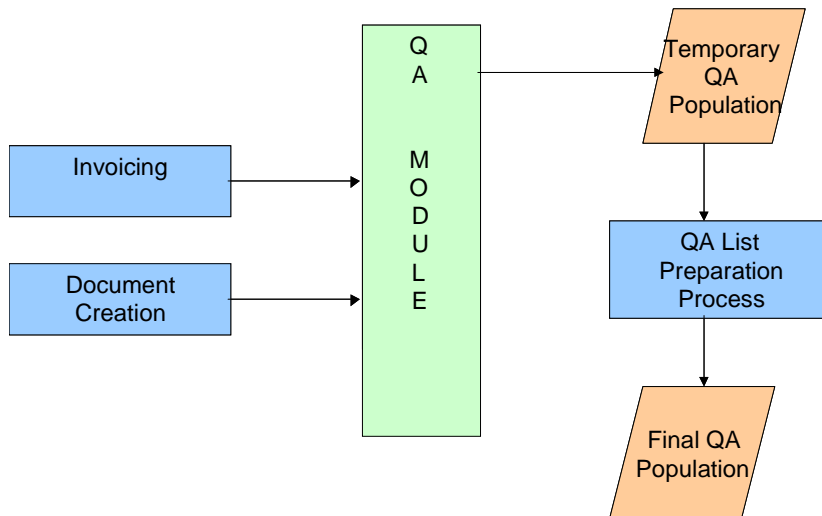 Invoicing
Document
Creation
Q
A
M
O
D
U
L
E
Temporary
QA
Population
QA List
Preparation
Process
Final QA
Population